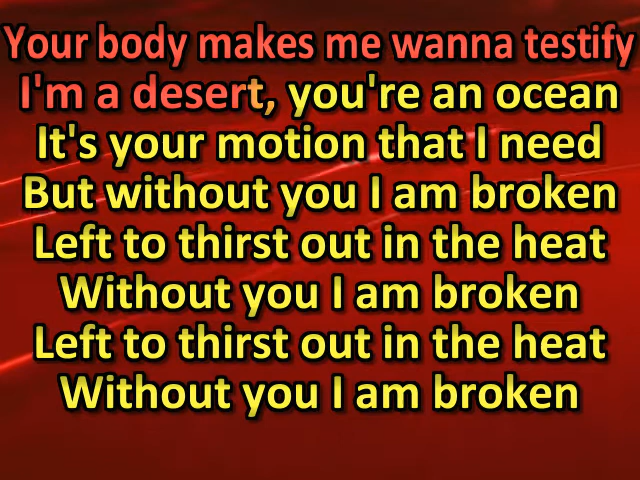 Your body makes me wanna testify
I'm a desert, you're an ocean
It's your motion that I need
But without you I am broken
Left to thirst out in the heat
Without you I am broken
Left to thirst out in the heat
Without you I am broken